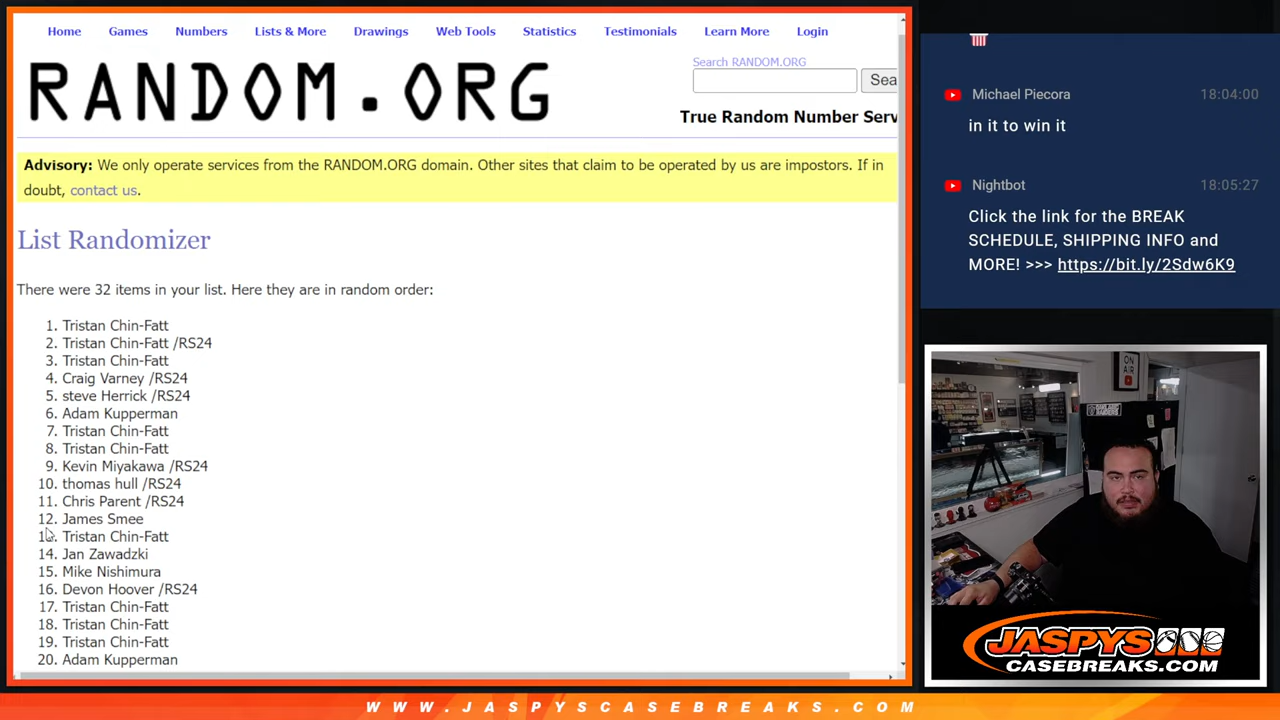 Home Games Numbers Lists & More Drawings Web Tools Statistics Testimonials Learn More Login
RANDOM.ORG
Search RANDOM.ORG
Sea
True Random Number Serv
Advisory: We only operate services from the RANDOM.ORG domain. Other sites that claim to be operated by us are impostors. If in
doubt, contact us.
List Randomizer
There were 32 items in your list. Here they are in random order:
1. Tristan Chin-Fatt
2. Tristan Chin-Fatt /RS24
3. Tristan Chin-Fatt
4. Craig Varney /RS24
5. steve Herrick /RS24
6. Adam Kupperman
7. Tristan Chin-Fatt
8. Tristan Chin-Fatt
9. Kevin Miyakawa /RS24
10. thomas hull /RS24
11. Chris Parent /RS24
12. James Smee
13. Tristan Chin-Fatt
14. Jan Zawadzki
15. Mike Nishimura
16. Devon Hoover /RS24
17. Tristan Chin-Fatt
18. Tristan Chin-Fatt
19. Tristan Chin-Fatt
20. Adam Kupperman
Michael Piecora 18:04:00
in it to win it
Nightbot 18:05:27
Click the link for the BREAK
SCHEDULE, SHIPPING INFO and
MORE! >>> https://bit.ly/2Sdw6K9
ON
AIR
JASPYS
CASEBREAKS.COM
WWW.JASPYSCASEBREAKS.COM